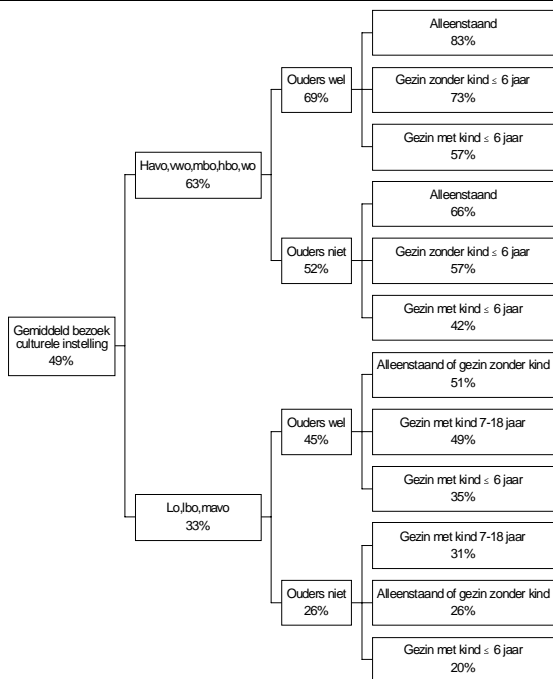 Alleenstaand
83%
Ouders wel
69%
Gezin zonder kind ≤ 6 jaar
73%
Gezin met kind ≤ 6 jaar
57%
Havo,vwo,mbo,hbo,wo
63%
Alleenstaand
66%
Ouders niet
52%
Gezin zonder kind ≤ 6 jaar
57%
Gezin met kind ≤ 6 jaar
42%
Gemiddeld bezoek
culturele instelling
49%
Alleenstaand of gezin zonder kind
51%
Ouders wel
45%
Gezin met kind 7-18 jaar
49%
Gezin met kind ≤ 6 jaar
35%
Lo,lbo,mavo
33%
Gezin met kind 7-18 jaar
31%
Ouders niet
26%
Alleenstaand of gezin zonder kind
26%
Gezin met kind ≤ 6 jaar
20%